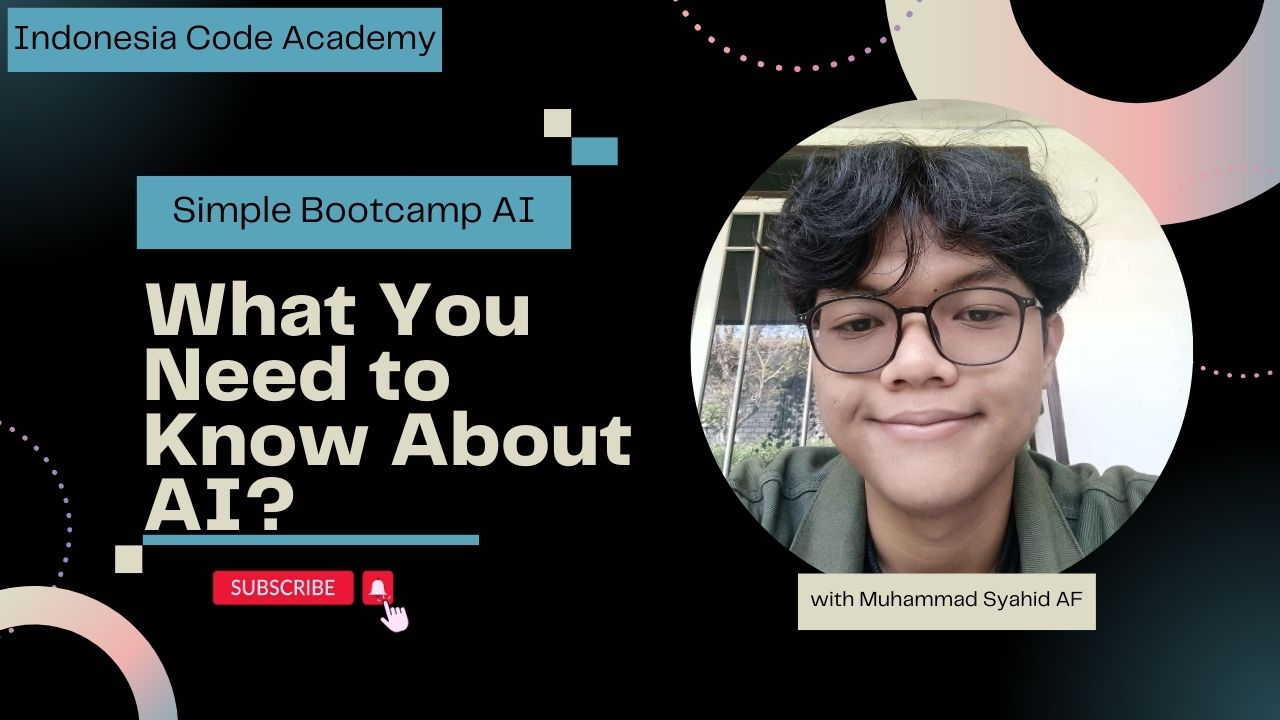 Indonesia Code Academy
Simple Bootcamp AI
What You
Need to
Know About
AI?
SUBSCRIBE
with Muhammad Syahid AF